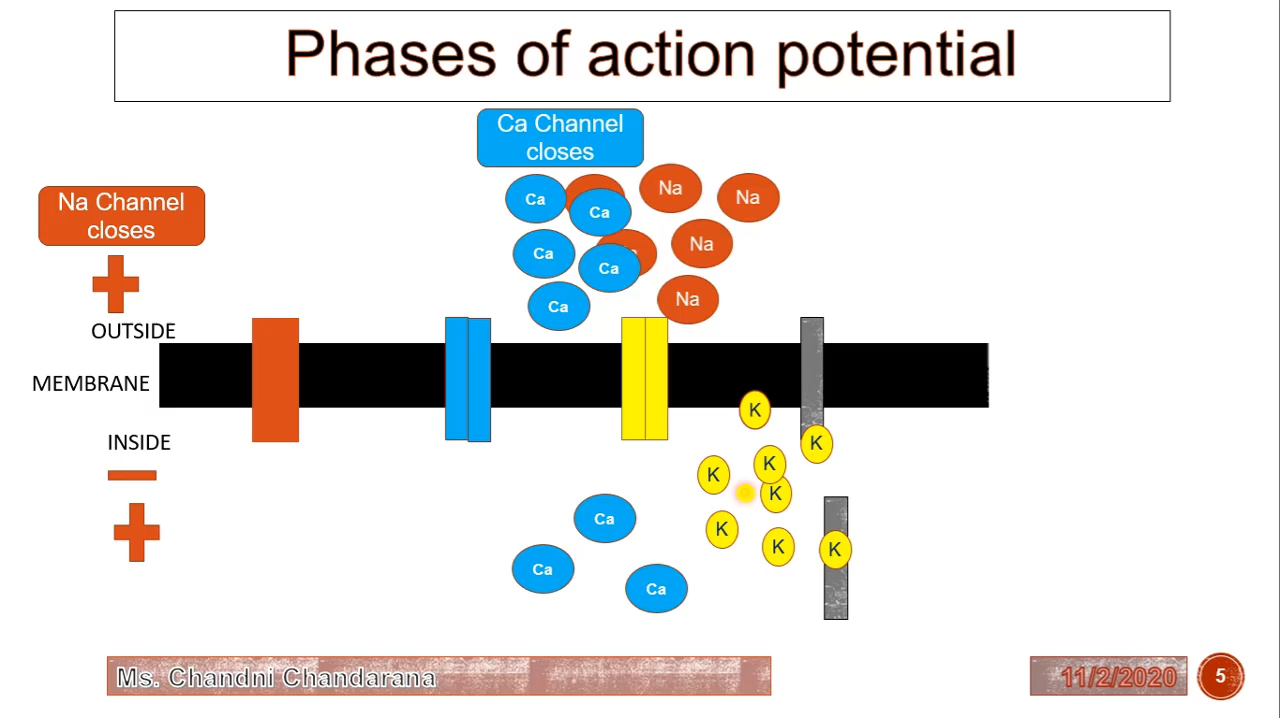 Phases of action potential
Ca Channel
closes
Na Channel
closes
Ca
Ca
Na
Na
Ca
Ca
Na
Ca
Na
OUTSIDE
MEMBRANE
INSIDE
K
K
K
K
K
K
K
K
Ca
Ca
Ca
Ms. Chandni Chandarana
11/2/2020
5